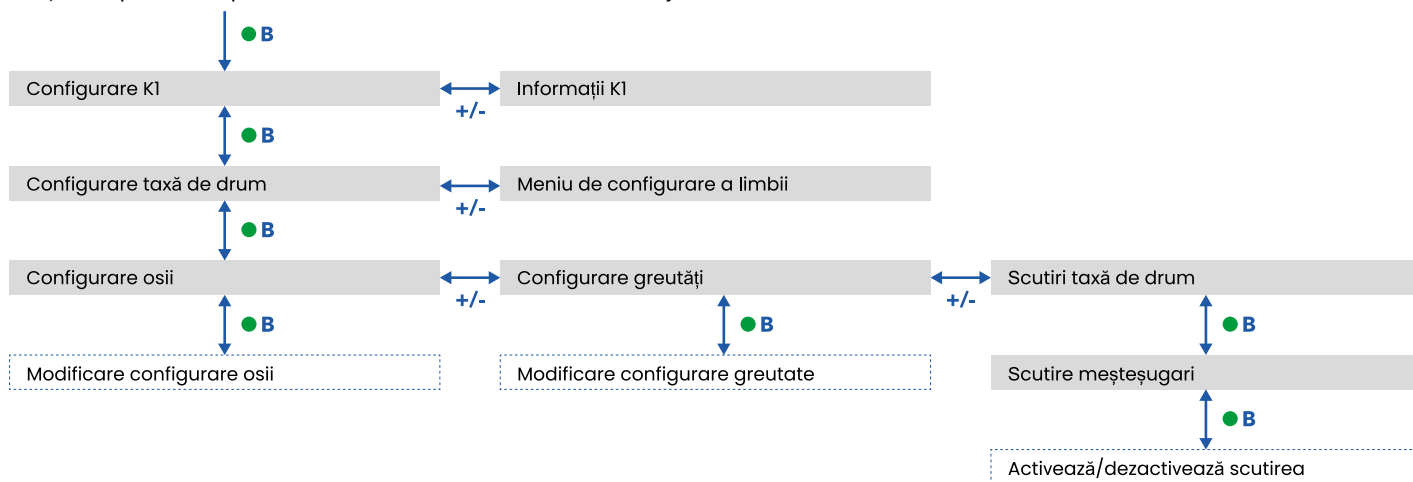 B
Configurare K1
Informații K1
+/-
B
Configurare taxă de drum
Meniu de configurare a limbii
+/-
B
Configurare osii
Configurare greutăți
Scutiri taxă de drum
+/-
+/-
B
B
B
Modificare configurare osii
Modificare configurare greutate
Scutire meșteșugari
B
Activează/dezactivează scutirea